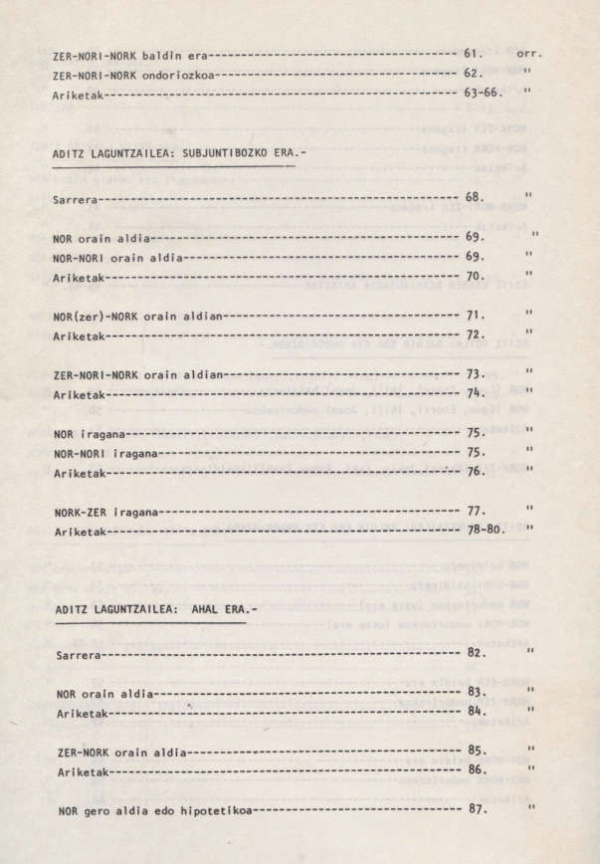 ZER-NORI-NORK baldin era------------------------------------- 61. orr.
ZER-NORI-NORK ondoriozkoa------------------------------------ 62. "
Ariketak----------------------------------------------------- 63-66. "
ADITZ LAGUNTZAILEA: SUBJUNTIBOZKO ERA.-
Sarrera------------------------------------------------------ 68. "
NOR orain aldia---------------------------------------------- 69. "
NOR-NORI orain aldia----------------------------------------- 69. "
Ariketak----------------------------------------------------- 70. "
NOR(zer)-NORK orain aldian----------------------------------- 71. "
Ariketak----------------------------------------------------- 72. "
ZER-NORI-NORK orain aldian----------------------------------- 73. "
Ariketak----------------------------------------------------- 74. "
NOR iragana-------------------------------------------------- 75. "
NOR-NORI iragana--------------------------------------------- 75. "
Ariketak----------------------------------------------------- 76. "
NORK-ZER iragana--------------------------------------------- 77. "
Ariketak----------------------------------------------------- 78-80. "
ADITZ LAGUNTZAILEA: AHAL ERA.-
Sarrera------------------------------------------------------ 82. "
NOR orain aldia---------------------------------------------- 83. "
Ariketak----------------------------------------------------- 84. "
ZER-NORK orain aldia----------------------------------------- 85. "
Ariketak----------------------------------------------------- 86. "
NOR gero aldia edo hipotetikoa------------------------------- 87. "